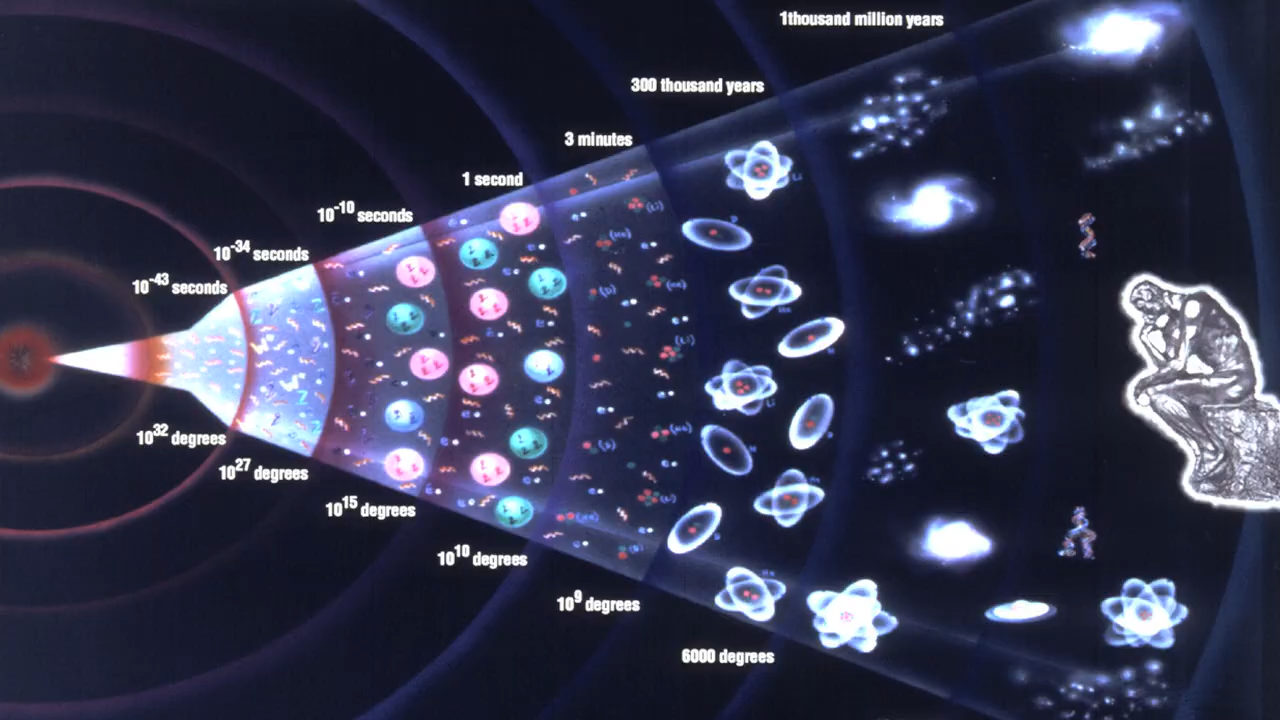 1thousand million years
300 thousand years
3 minutes
1 second
10-10 seconds
10-34 seconds
10-43 seconds
1032 degrees
1027 degrees
1015 degrees
1010 degrees
109 degrees
6000 degrees